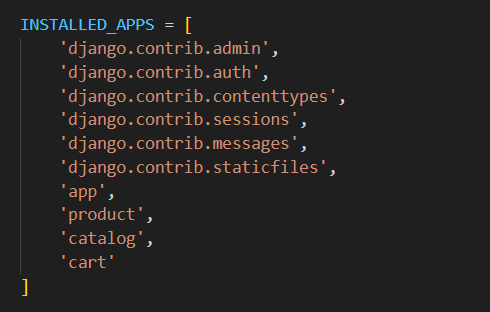 INSTALLED_APPS = [
    'django.contrib.admin',
    'django.contrib.auth',
    'django.contrib.contenttypes',
    'django.contrib.sessions',
    'django.contrib.messages',
    'django.contrib.staticfiles',
    'app',
    'product',
    'catalog',
    'cart'
]